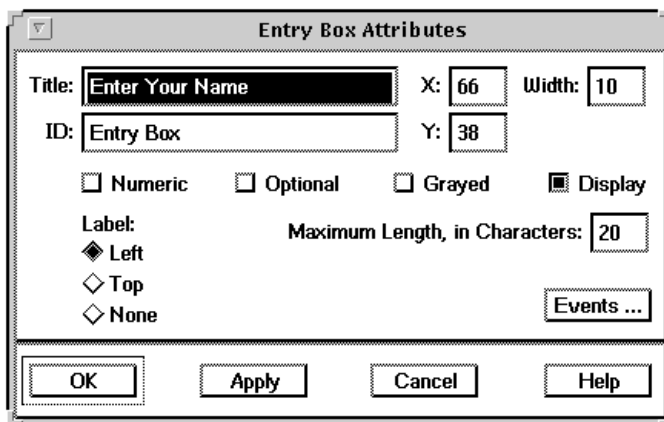 Entry Box Attributes
Title: Enter Your Name X: 66 Width: 10
ID: Entry Box Y: 38
Numeric Optional Grayed Display
Label:
Left
Maximum Length, in Characters: 20
Top
None
Events ...
OK Apply Cancel Help